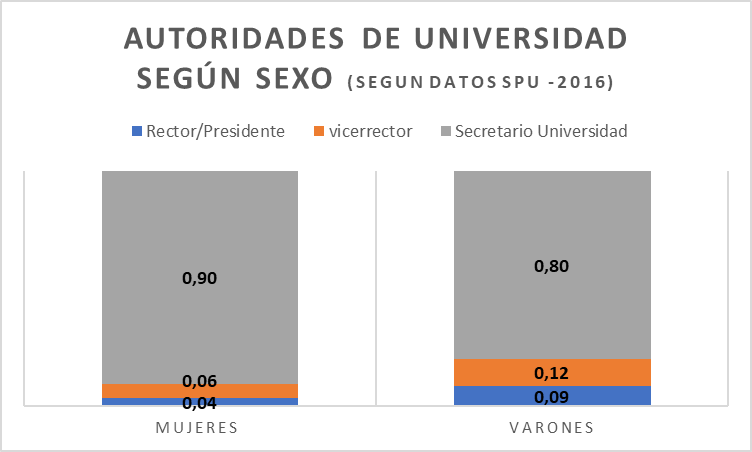 AUTORIDADES DE UNIVERSIDAD
SEGÚN SEXO (SEGUN DATOS SPU -2016)
Rector/Presidente vicerrector Secretario Universidad
0,90 0,80
0,06 0,12
0,04 0,09
MUJERES VARONES